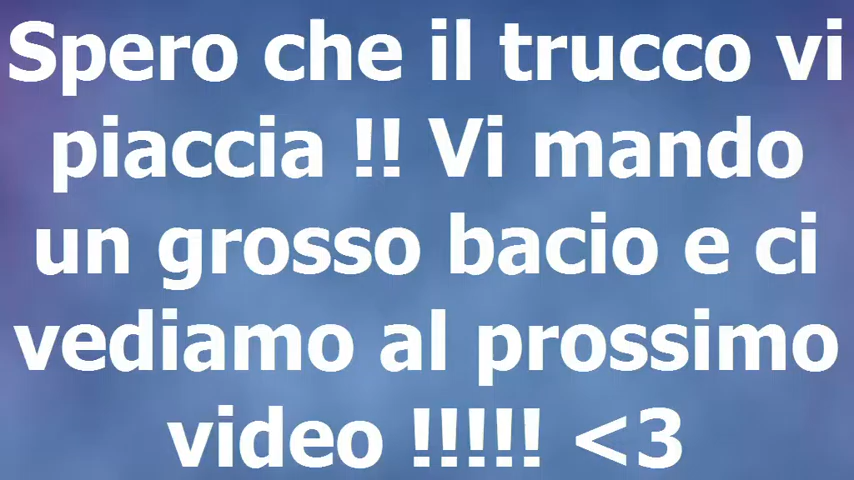 Spero che il trucco vi
piaccia !! Vi mando
un grosso bacio e ci
vediamo al prossimo
video !!!!! <3